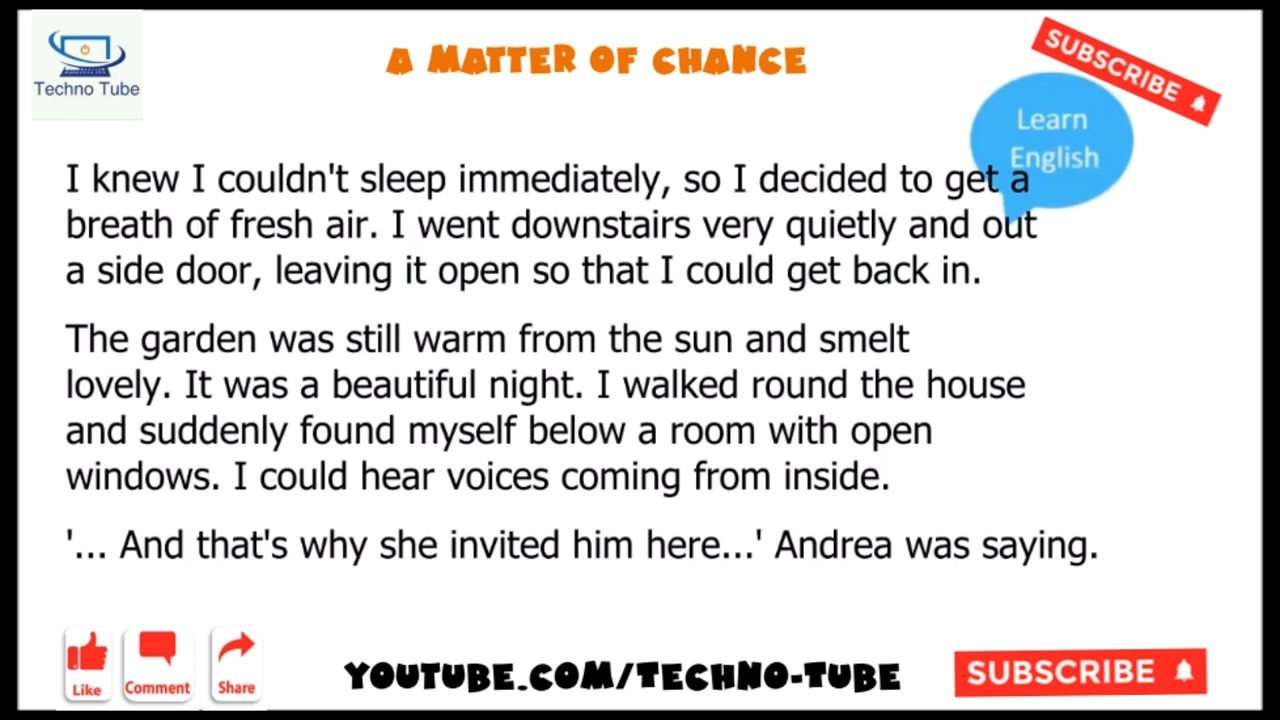 Techno Tube
A MATTER OF CHANCE
SUBSCRIBE
Learn
English
I knew I couldn't sleep immediately, so I decided to get a
breath of fresh air. I went downstairs very quietly and out
a side door, leaving it open so that I could get back in.
The garden was still warm from the sun and smelt
lovely. It was a beautiful night. I walked round the house
and suddenly found myself below a room with open
windows. I could hear voices coming from inside.
'... And that's why she invited him here...' Andrea was saying.
Like
Comment
Share
YOUTUBE.COM/TECHNO-TUBE
SUBSCRIBE